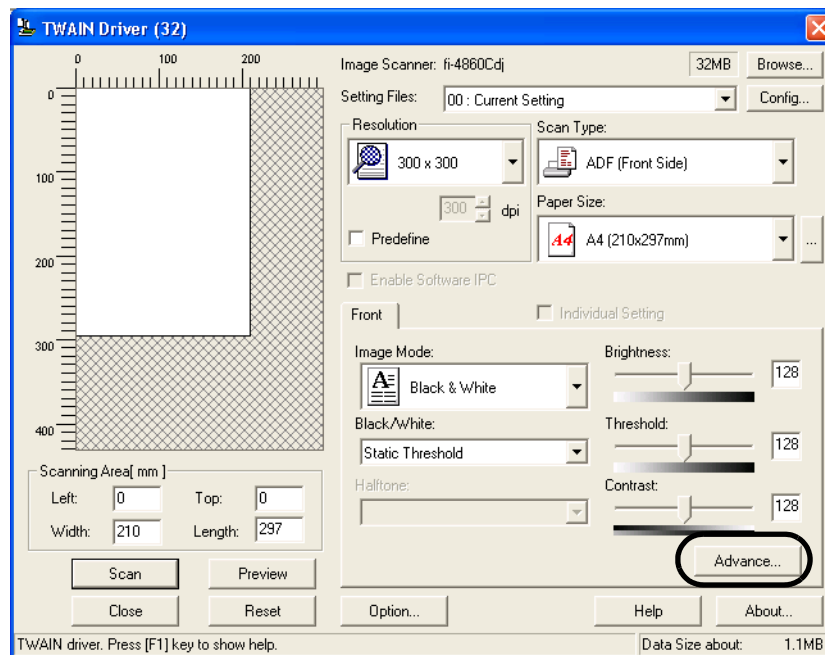 TWAIN Driver (32)
0 100 200
0
100
200
300
400
Image Scanner: fi-4860Cdj 32MB Browse...
Setting Files: 00 : Current Setting Config...
Resolution
300 x 300
300 dpi
Predefine
Scan Type:
ADF (Front Side)
Paper Size:
A4 A4 (210x297mm) ...
Enable Software IPC
Front Individual Setting
Image Mode:
A Black & White
Black/White:
Static Threshold
Halftone:
Brightness:
128
Threshold:
128
Contrast:
128
Advance...
Scanning Area[ mm ]
Left: 0 Top: 0
Width: 210 Length: 297
Scan Preview
Close Reset Option... Help About...
TWAIN driver. Press [F1] key to show help. Data Size about: 1.1MB